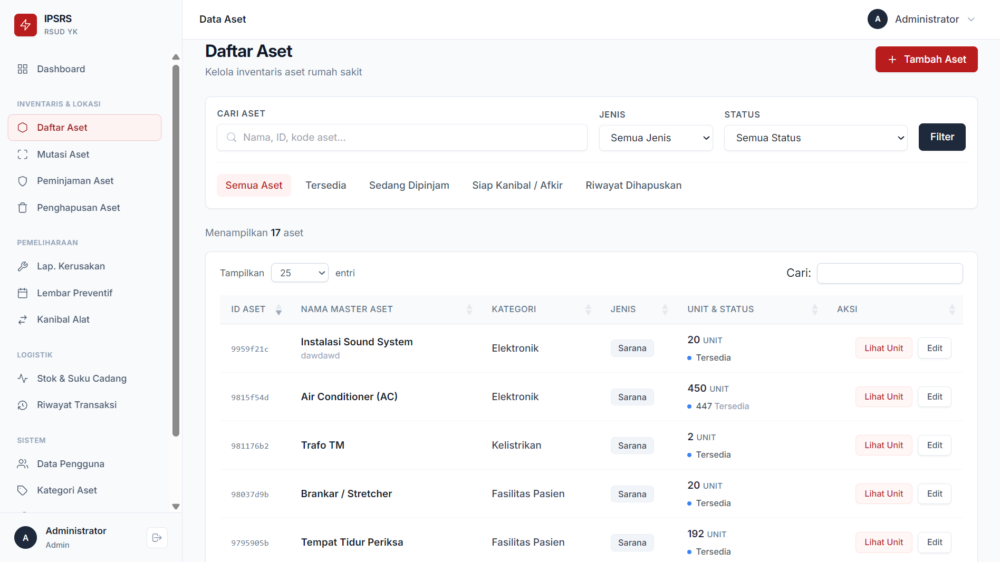 IPSRS
RSUD YK
Dashboard
INVENTARIS & LOKASI
Daftar Aset
Mutasi Aset
Peminjaman Aset
Penghapusan Aset
PEMELIHARAAN
Lap. Kerusakan
Lembar Preventif
Kanibal Alat
LOGISTIK
Stok & Suku Cadang
Riwayat Transaksi
SISTEM
Data Pengguna
Kategori Aset
A
Administrator
Admin
Data Aset
A Administrator
Daftar Aset
Kelola inventaris aset rumah sakit
+ Tambah Aset
CARI ASET
Nama, ID, kode aset...
JENIS
Semua Jenis
STATUS
Semua Status
Filter
Semua Aset Tersedia Sedang Dipinjam Siap Kanibal / Afkir Riwayat Dihapuskan
Menampilkan 17 aset
Tampilkan 25 entri
Cari:
ID ASET NAMA MASTER ASET KATEGORI JENIS UNIT & STATUS AKSI
9959f21c Instalasi Sound System Elektronik Sarana 20 UNIT Lihat Unit Edit
dawdawd Tersedia
9815f54d Air Conditioner (AC) Elektronik Sarana 450 UNIT Lihat Unit Edit
447 Tersedia
981176b2 Trafo TM Kelistrikan Sarana 2 UNIT Lihat Unit Edit
Tersedia
98037d9b Brankar / Stretcher Fasilitas Pasien Sarana 20 UNIT Lihat Unit Edit
Tersedia
9795905b Tempat Tidur Periksa Fasilitas Pasien Sarana 192 UNIT Lihat Unit Edit
Tersedia